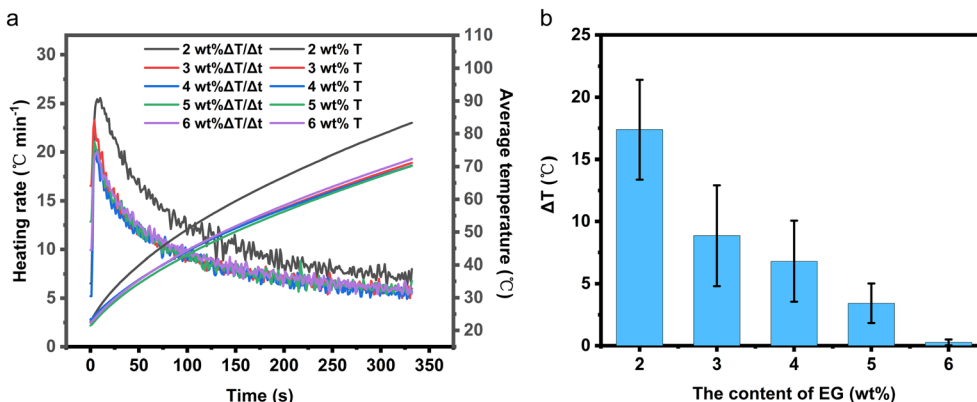 a
2 wt%ΔT/Δt 2 wt% T
3 wt%ΔT/Δt 3 wt% T
4 wt%ΔT/Δt 4 wt% T
5 wt%ΔT/Δt 5 wt% T
6 wt%ΔT/Δt 6 wt% T
Heating rate (℃ min⁻¹)
30
25
20
15
10
5
0
Average temperature (℃)
110
100
90
80
70
60
50
40
30
20
0 50 100 150 200 250 300 350
Time (s)
b
ΔT (℃)
25
20
15
10
5
0
2 3 4 5 6
The content of EG (wt%)